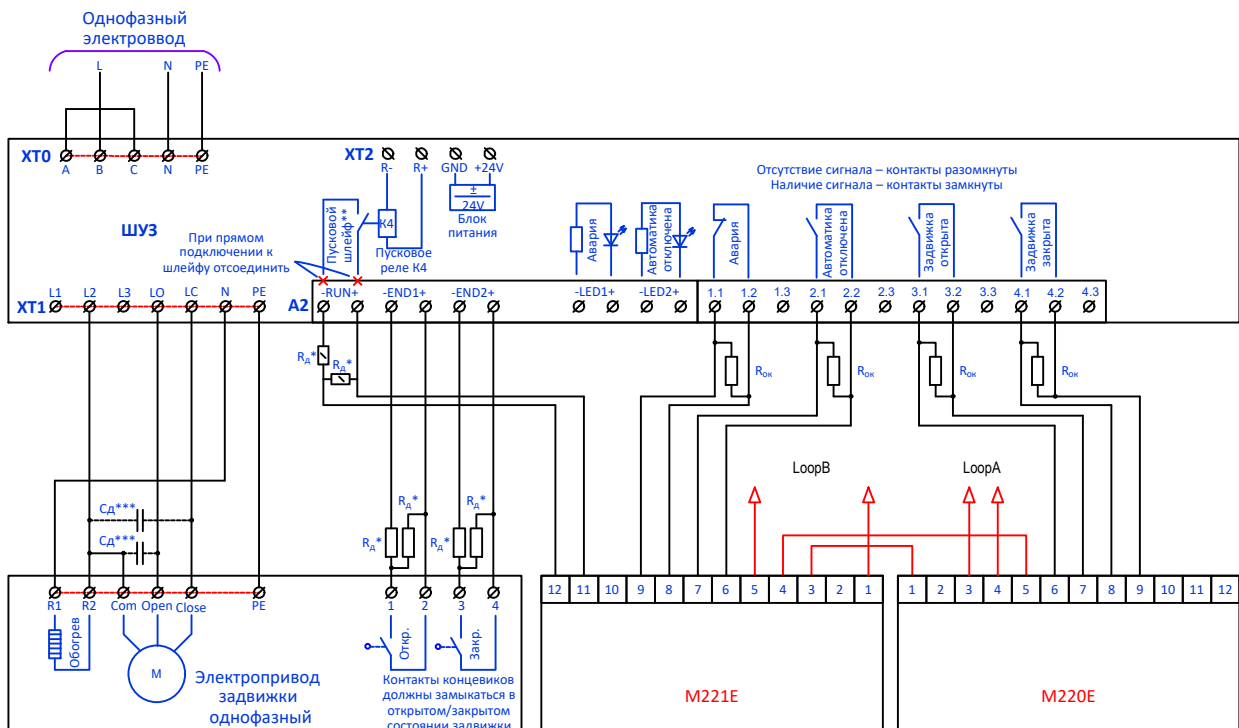 Однофазный
электроввод
L N PE
XT0
A B C N PE
XT2
R- R+ GND +24V
±
24V
Блок
питания
K4
Пусковое
реле К4
Пусковой
шлейф**
ШУЗ
При прямом
подключении к
шлейфу отсоединить
Отсутствие сигнала – контакты разомкнуты
Наличие сигнала – контакты замкнуты
Авария
Автоматика
отключена
Авария
Автоматика
отключена
Задвижка
открыта
Задвижка
закрыта
XT1
L1 L2 L3 LO LC N PE
A2
-RUN+ -END1+ -END2+ -LED1+ -LED2+
1.1 1.2 1.3 2.1 2.2 2.3 3.1 3.2 3.3 4.1 4.2 4.3
Rд*
Rд*
Rок Rок Rок Rок
LoopB LoopA
Сд***
Сд***
Rд* Rд*
Rд* Rд*
R1 R2 Com Open Close PE
1 2 3 4
12 11 10 9 8 7 6 5 4 3 2 1
1 2 3 4 5 6 7 8 9 10 11 12
Обогрев
M
Электропривод
задвижки
однофазный
Откр.
Закр.
Контакты концевиков
должны замыкаться в
открытом/закрытом
состоянии задвижки
M221E
M220E